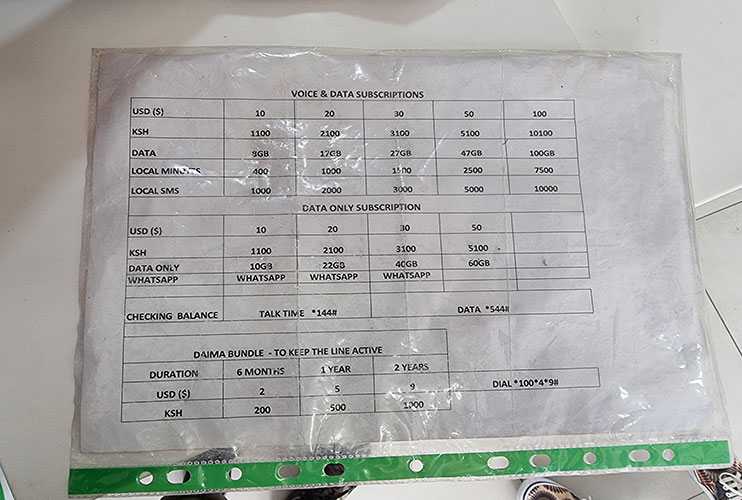 VOICE & DATA SUBSCRIPTIONS
USD ($) 10 20 30 50 100
KSH 1100 2100 3100 5100 10100
DATA 8GB 17GB 27GB 47GB 100GB
LOCAL MINUTES 400 1000 1500 2500 7500
LOCAL SMS 1000 2000 3000 5000 10000
DATA ONLY SUBSCRIPTION
USD ($) 10 20 30 50
KSH 1100 2100 3100 5100
DATA ONLY 10GB 22GB 40GB 60GB
WHATSAPP WHATSAPP WHATSAPP WHATSAPP
CHECKING BALANCE TALK TIME *144# DATA *544#
DAIMA BUNDLE - TO KEEP THE LINE ACTIVE
DURATION 6 MONTHS 1 YEAR 2 YEARS
USD ($) 2 5 9 DIAL *100*4*9#
KSH 200 500 1000